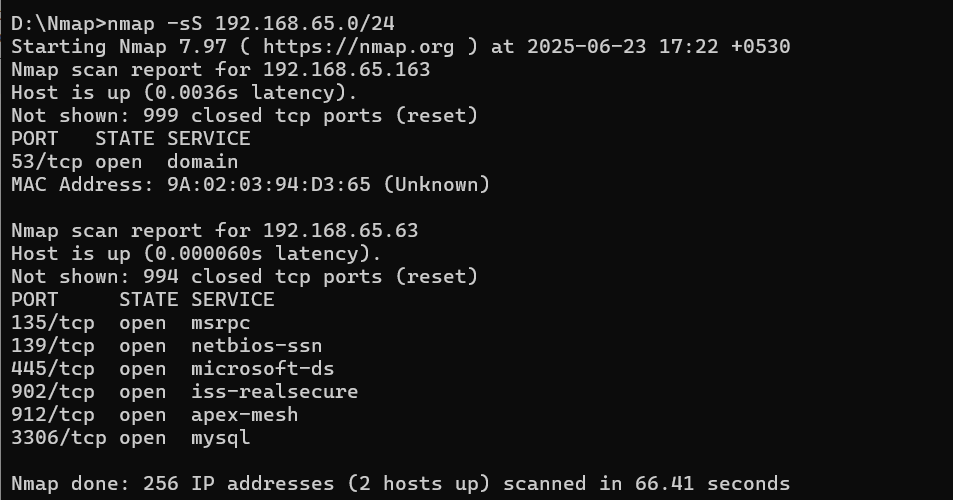 D:\Nmap>nmap -sS 192.168.65.0/24
Starting Nmap 7.97 ( https://nmap.org ) at 2025-06-23 17:22 +0530
Nmap scan report for 192.168.65.163
Host is up (0.0036s latency).
Not shown: 999 closed tcp ports (reset)
PORT   STATE SERVICE
53/tcp open  domain
MAC Address: 9A:02:03:94:D3:65 (Unknown)

Nmap scan report for 192.168.65.63
Host is up (0.000060s latency).
Not shown: 994 closed tcp ports (reset)
PORT     STATE SERVICE
135/tcp  open  msrpc
139/tcp  open  netbios-ssn
445/tcp  open  microsoft-ds
902/tcp  open  iss-realsecure
912/tcp  open  apex-mesh
3306/tcp open  mysql

Nmap done: 256 IP addresses (2 hosts up) scanned in 66.41 seconds